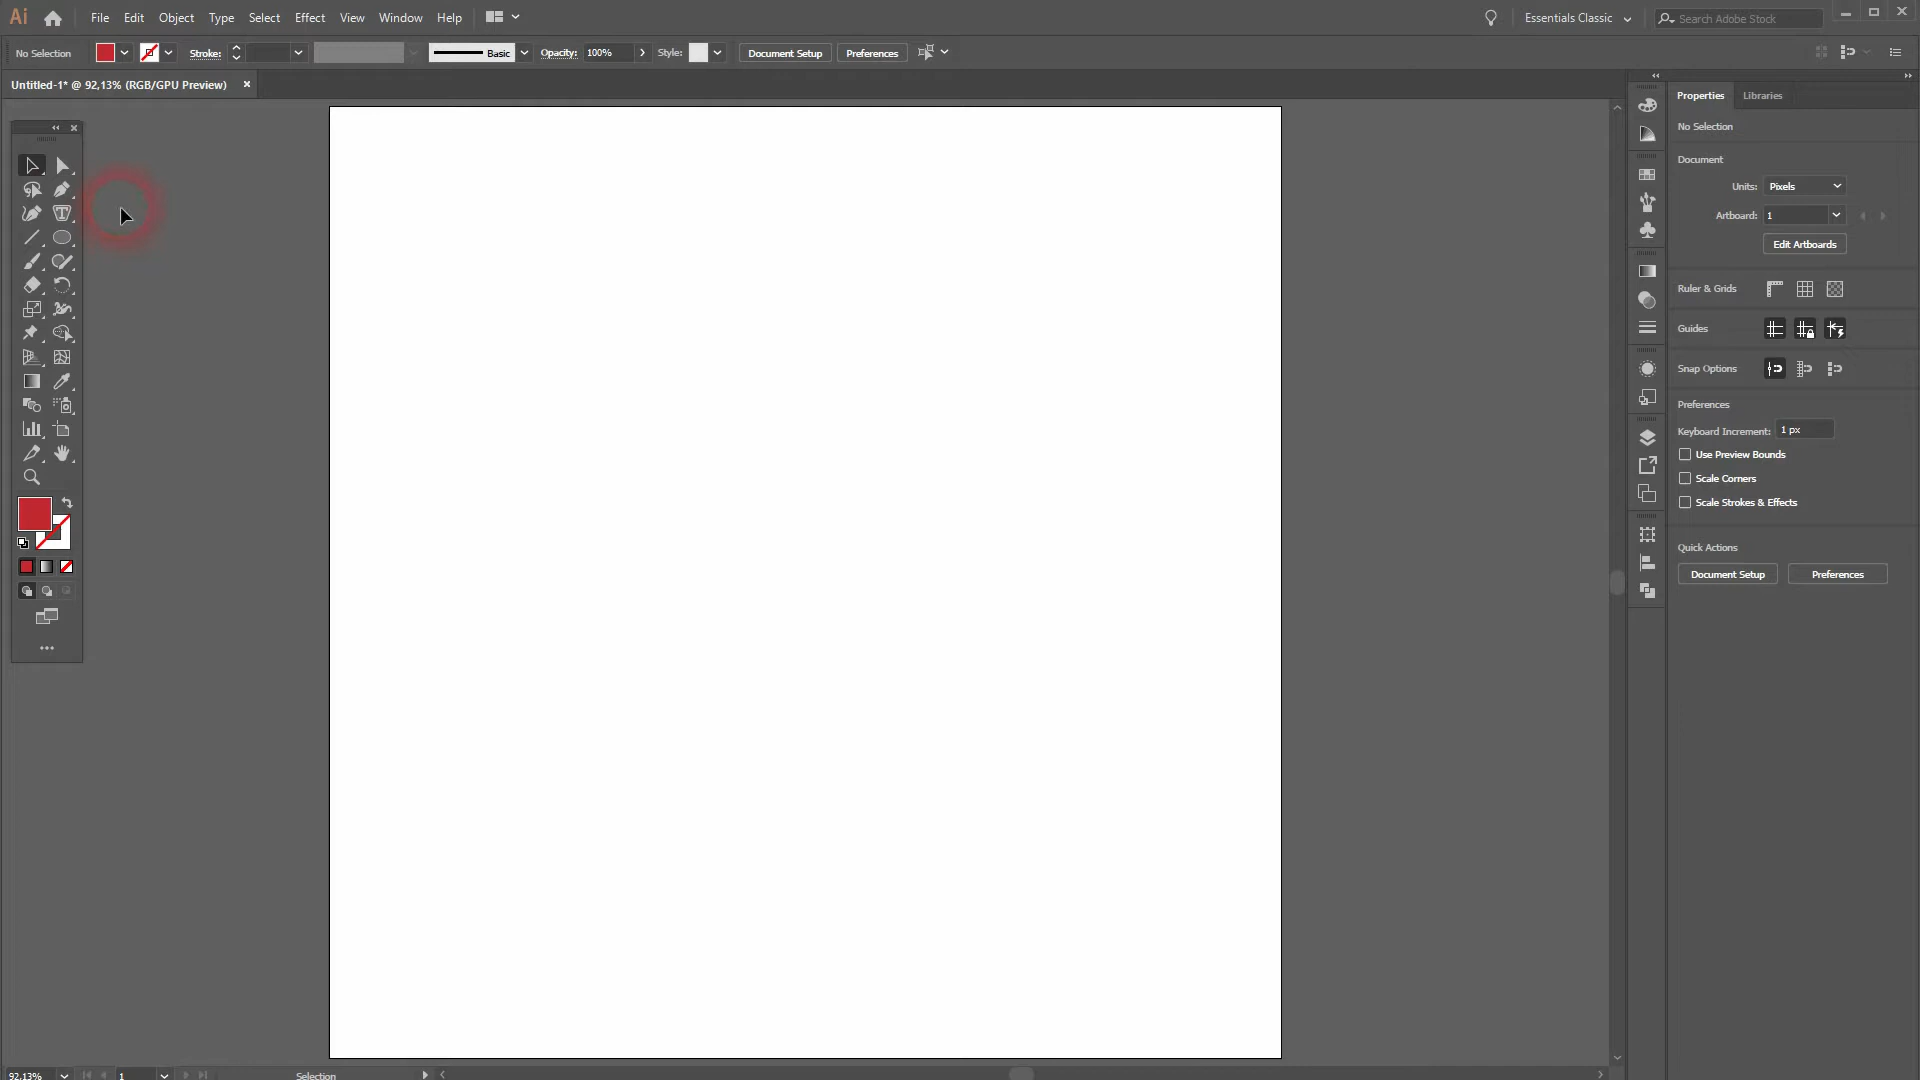 Ai File Edit Object Type Select Effect View Window Help Essentials Classic Search Adobe Stock
No Selection Stroke: Basic Opacity: 100% Style: Document Setup Preferences
Untitled-1* @ 92,13% (RGB/GPU Preview)
Properties Libraries
No Selection
Document
Units: Pixels
Artboard: 1
Edit Artboards
Ruler & Grids
Guides
Snap Options
Preferences
Keyboard Increment: 1 px
Use Preview Bounds
Scale Corners
Scale Strokes & Effects
Quick Actions
Document Setup Preferences
92,13% 1 Selection